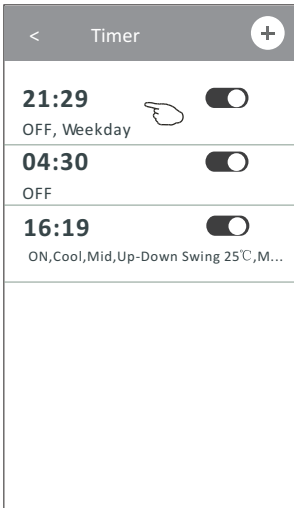 < Timer +
21:29
OFF, Weekday
04:30
OFF
16:19
ON,Cool,Mid,Up-Down Swing 25℃,M...